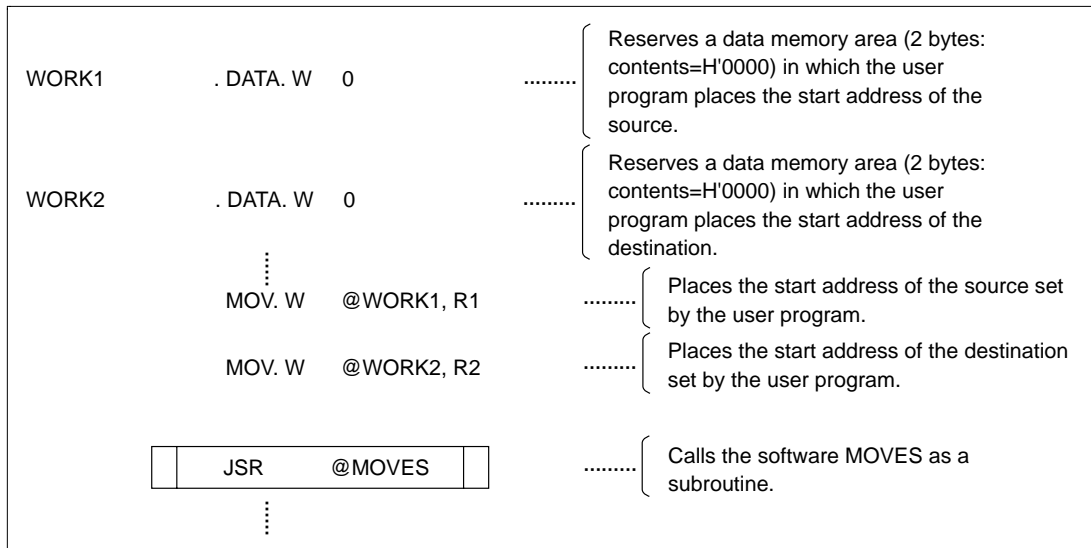 WORK1 . DATA. W 0 ......... Reserves a data memory area (2 bytes:
contents=H'0000) in which the user
program places the start address of the
source.
WORK2 . DATA. W 0 ......... Reserves a data memory area (2 bytes:
contents=H'0000) in which the user
program places the start address of the
destination.
MOV. W @WORK1, R1 ......... Places the start address of the source set
by the user program.
MOV. W @WORK2, R2 ......... Places the start address of the destination
set by the user program.
JSR @MOVES ......... Calls the software MOVES as a
subroutine.